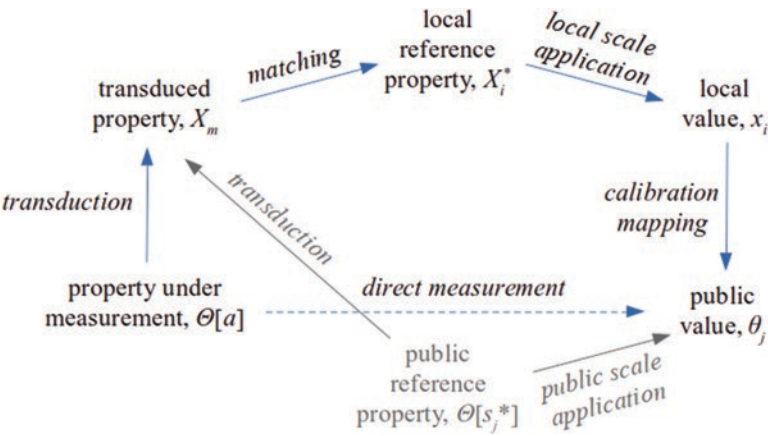 local
reference
property, Xᵢ*
matching
local scale
application
transduced
property, Xₘ
local
value, xᵢ
transduction
transduction
calibration
mapping
property under
measurement, Θ[a]
direct measurement
public
value, θⱼ
public
reference
property, Θ[sⱼ*]
public scale
application